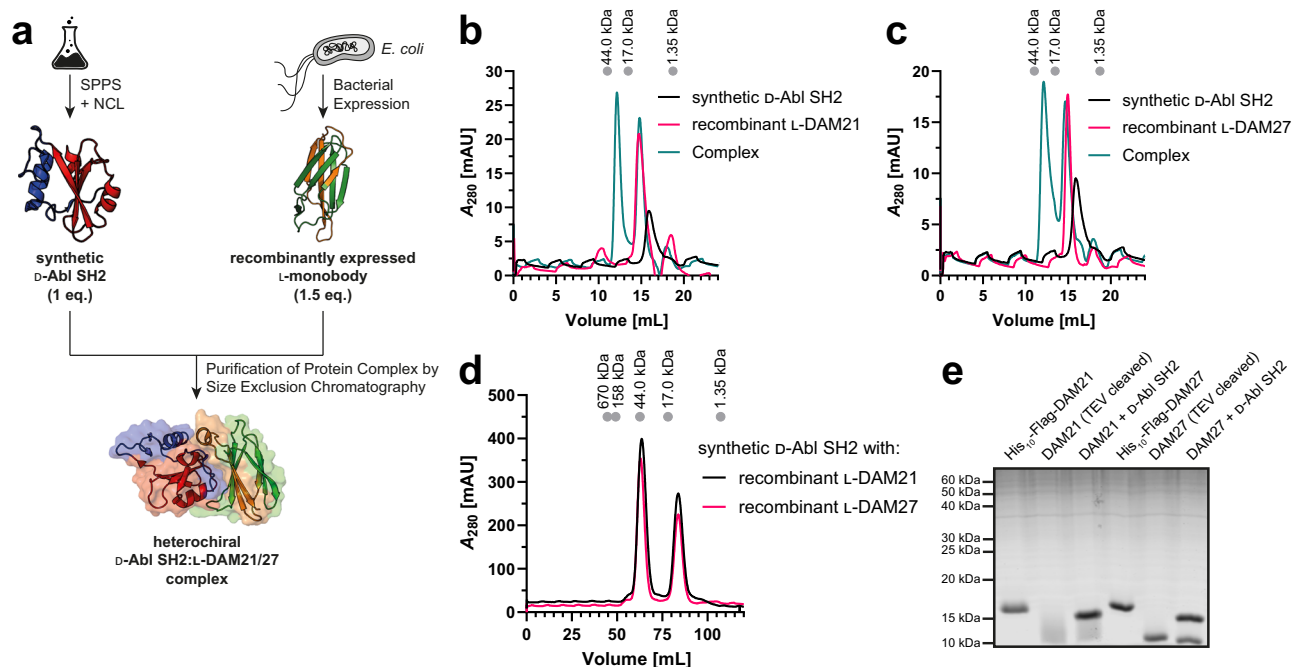 a
SPPS
+ NCL
E. coli
Bacterial
Expression
synthetic
D-Abl SH2
(1 eq.)
recombinantly expressed
L-monobody
(1.5 eq.)
Purification of Protein Complex by
Size Exclusion Chromatography
heterochiral
D-Abl SH2:L-DAM21/27
complex
b
44.0 kDa
17.0 kDa
1.35 kDa
30
25
20
15
10
5
0
A280 [mAU]
synthetic D-Abl SH2
recombinant L-DAM21
Complex
0 5 10 15 20
Volume [mL]
c
44.0 kDa
17.0 kDa
1.35 kDa
20
15
10
5
0
A280 [mAU]
synthetic D-Abl SH2
recombinant L-DAM27
Complex
0 5 10 15 20
Volume [mL]
d
670 kDa
158 kDa
44.0 kDa
17.0 kDa
1.35 kDa
500
400
300
200
100
0
A280 [mAU]
synthetic D-Abl SH2 with:
recombinant L-DAM21
recombinant L-DAM27
0 25 50 75 100
Volume [mL]
e
His10-Flag-DAM21
DAM21 (TEV cleaved)
DAM21 + D-Abl SH2
His10-Flag-DAM27
DAM27 (TEV cleaved)
DAM27 + D-Abl SH2
60 kDa
50 kDa
40 kDa
30 kDa
25 kDa
20 kDa
15 kDa
10 kDa